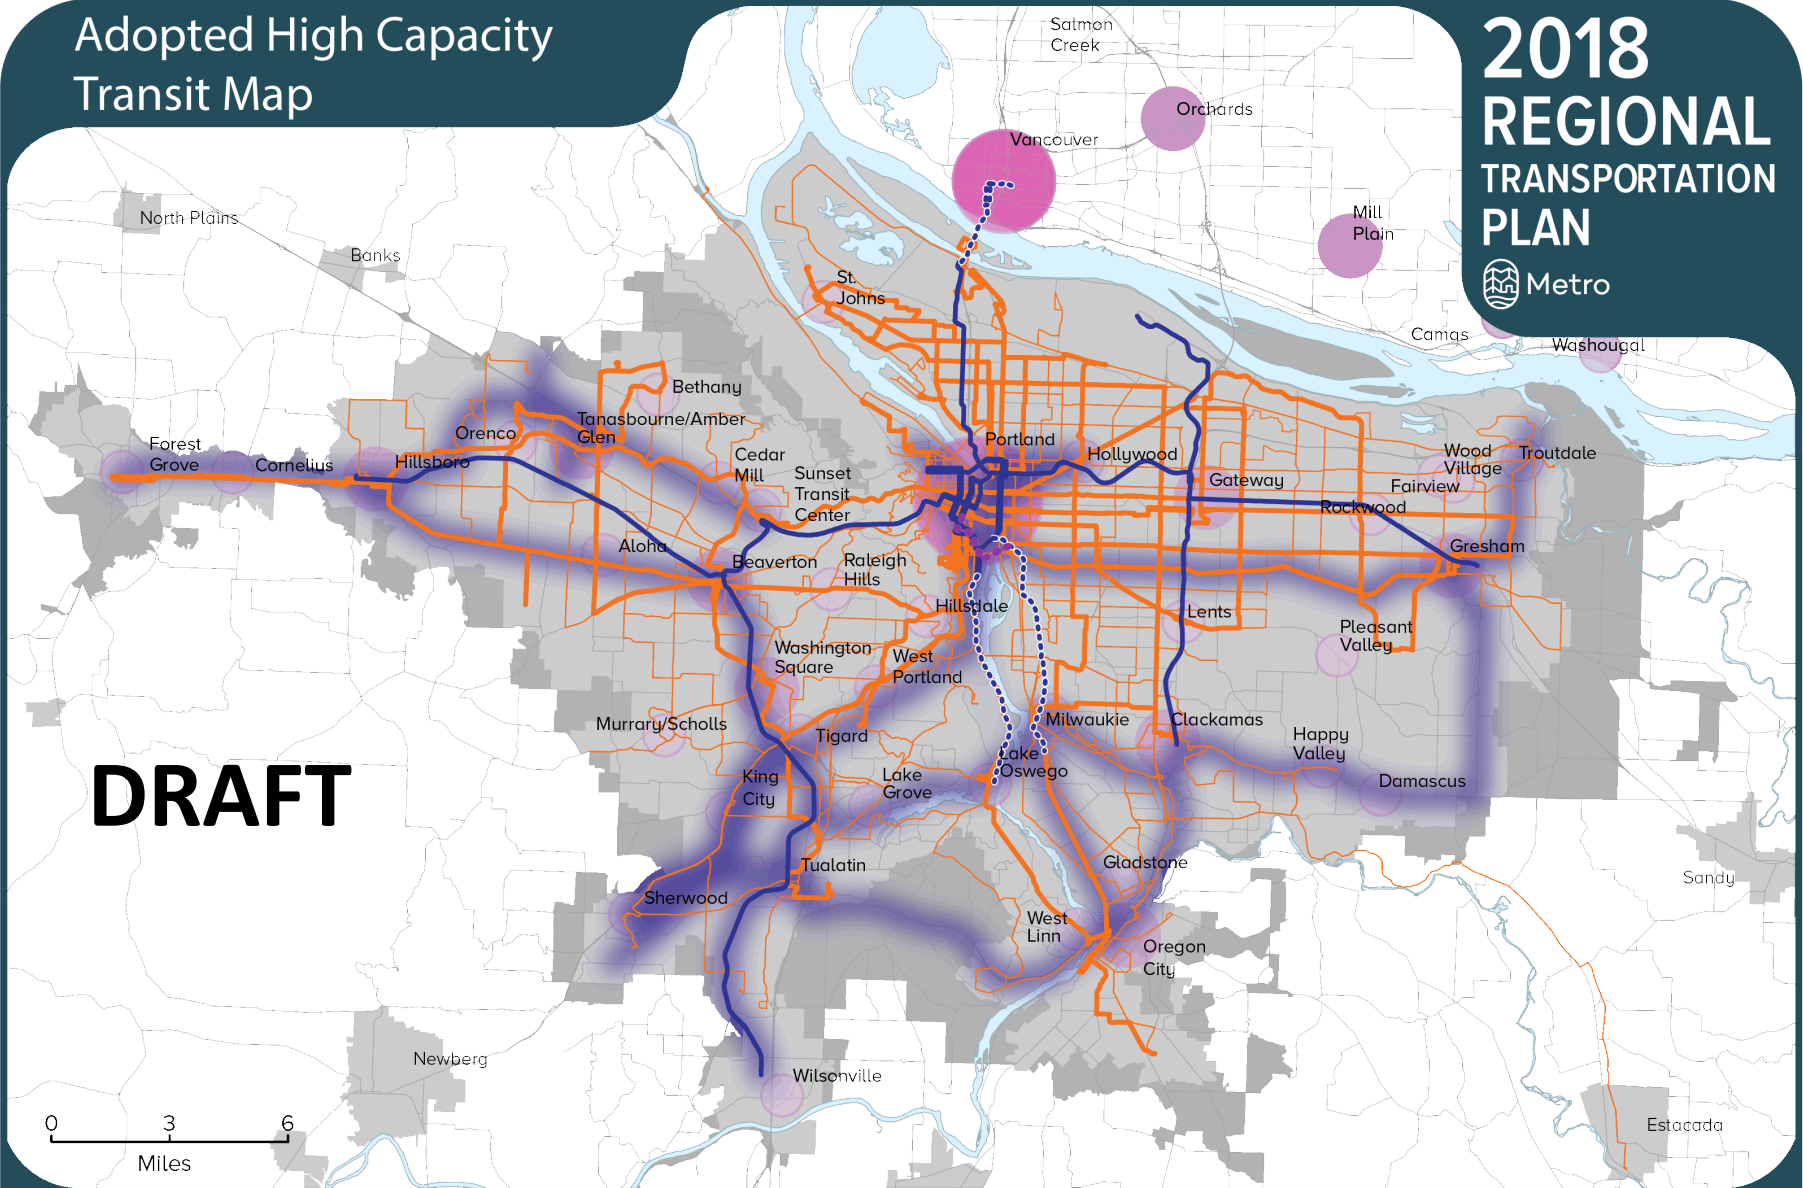 Adopted High Capacity
Transit Map
2018
REGIONAL
TRANSPORTATION
PLAN
Metro
Salmon
Creek
Orchards
Vancouver
Mill
Plain
North Plains
Banks
St.
Johns
Camas
Washougal
Bethany
Tanasbourne/Amber
Glen
Orenco
Forest
Grove
Cornelius
Hillsboro
Cedar
Mill
Sunset
Transit
Center
Portland
Hollywood
Gateway
Wood
Village
Troutdale
Fairview
Rockwood
Gresham
Aloha
Beaverton
Raleigh
Hills
Hillsdale
Lents
Pleasant
Valley
Washington
Square
West
Portland
Murrary/Scholls
Tigard
Milwaukie
Clackamas
Happy
Valley
Lake
Oswego
King
City
Lake
Grove
Damascus
DRAFT
Tualatin
Gladstone
Sherwood
Sandy
West
Linn
Oregon
City
Newberg
Wilsonville
Estacada
0 3 6
Miles